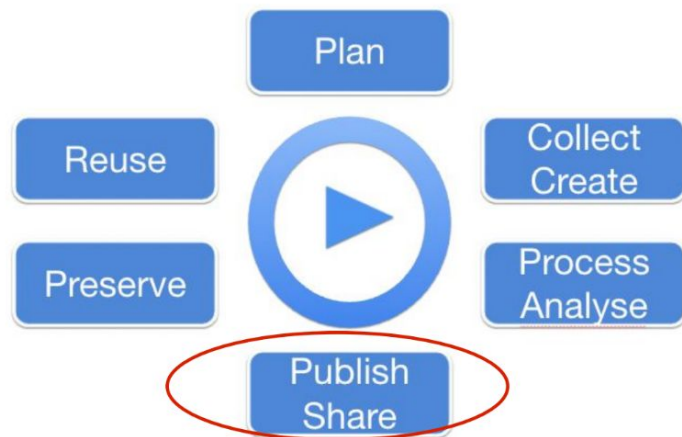 Plan
Reuse
Collect
Create
Preserve
Process
Analyse
Publish
Share